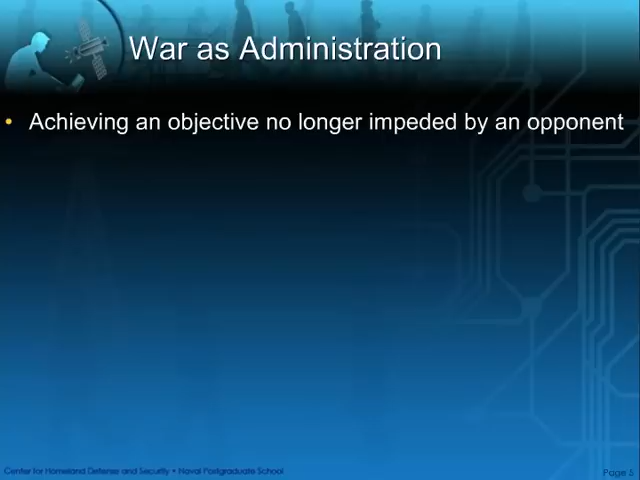 War as Administration
• Achieving an objective no longer impeded by an opponent
Center for Homeland Defense and Security • Naval Postgraduate School
Page 5